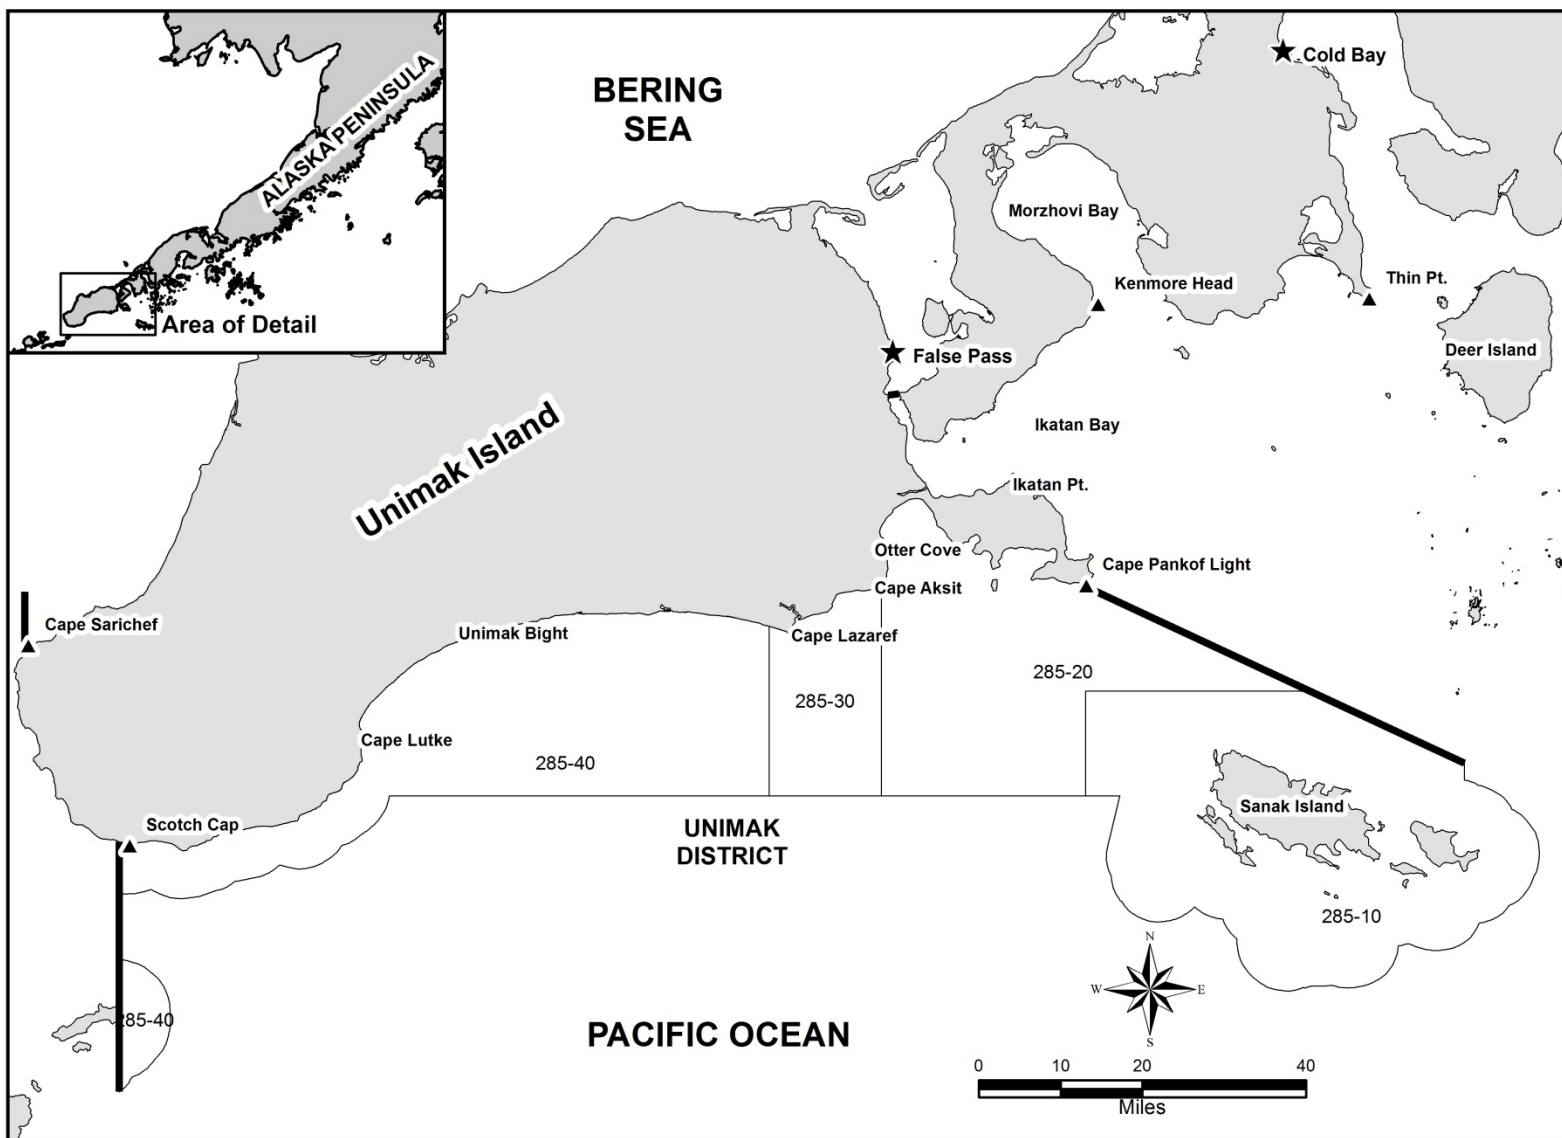 ALASKA PENINSULA
Area of Detail
BERING
SEA
Cold Bay
Morzhovi Bay
Kenmore Head
Thin Pt.
Deer Island
False Pass
Ikatan Bay
Unimak Island
Ikatan Pt.
Otter Cove
Cape Pankof Light
Cape Aksit
Cape Sarichef
Unimak Bight
Cape Lazaref
285-20
285-30
Cape Lutke
285-40
Sanak Island
Scotch Cap
UNIMAK
DISTRICT
285-10
N
W
E
S
285-40
PACIFIC OCEAN
0
10
20
40
Miles